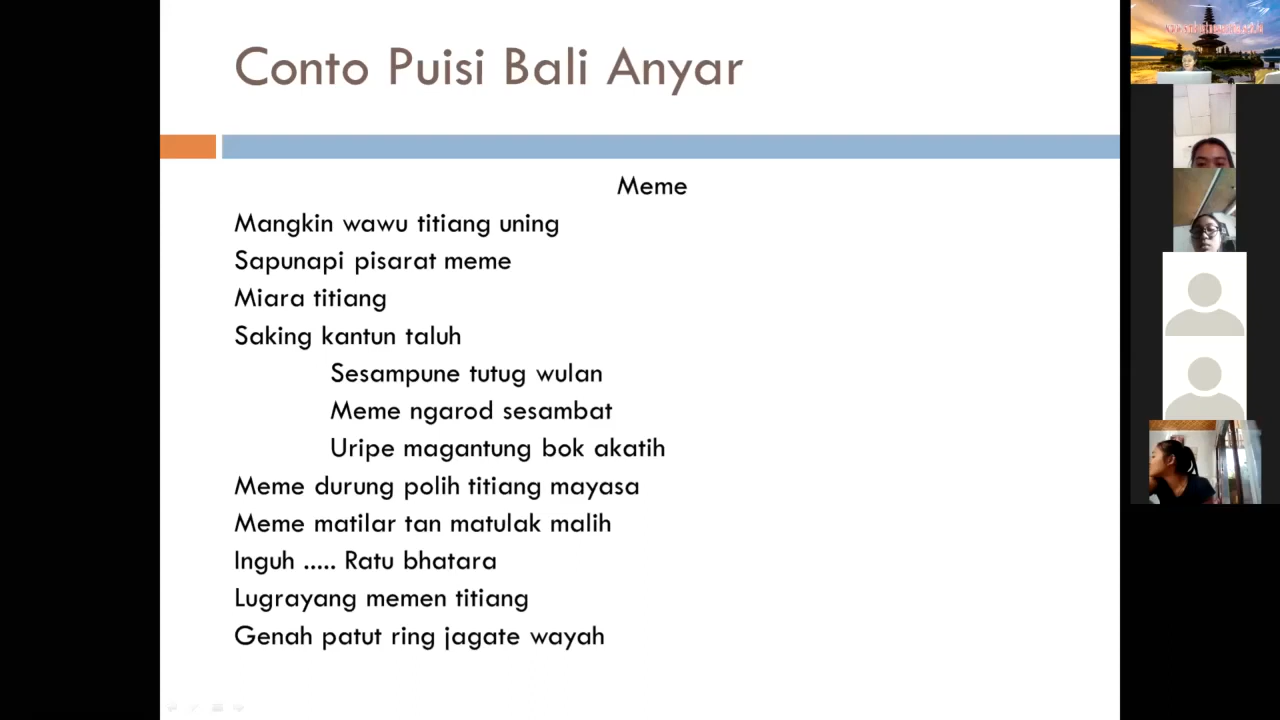 Conto Puisi Bali Anyar
Meme
Mangkin wawu titiang uning
Sapunapi pisarat meme
Miara titiang
Saking kantun taluh
Sesampune tutug wulan
Meme ngarod sesambat
Uripe magantung bok akatih
Meme durung polih titiang mayasa
Meme matilar tan matulak malih
Inguh ..... Ratu bhatara
Lugrayang memen titiang
Genah patut ring jagate wayah